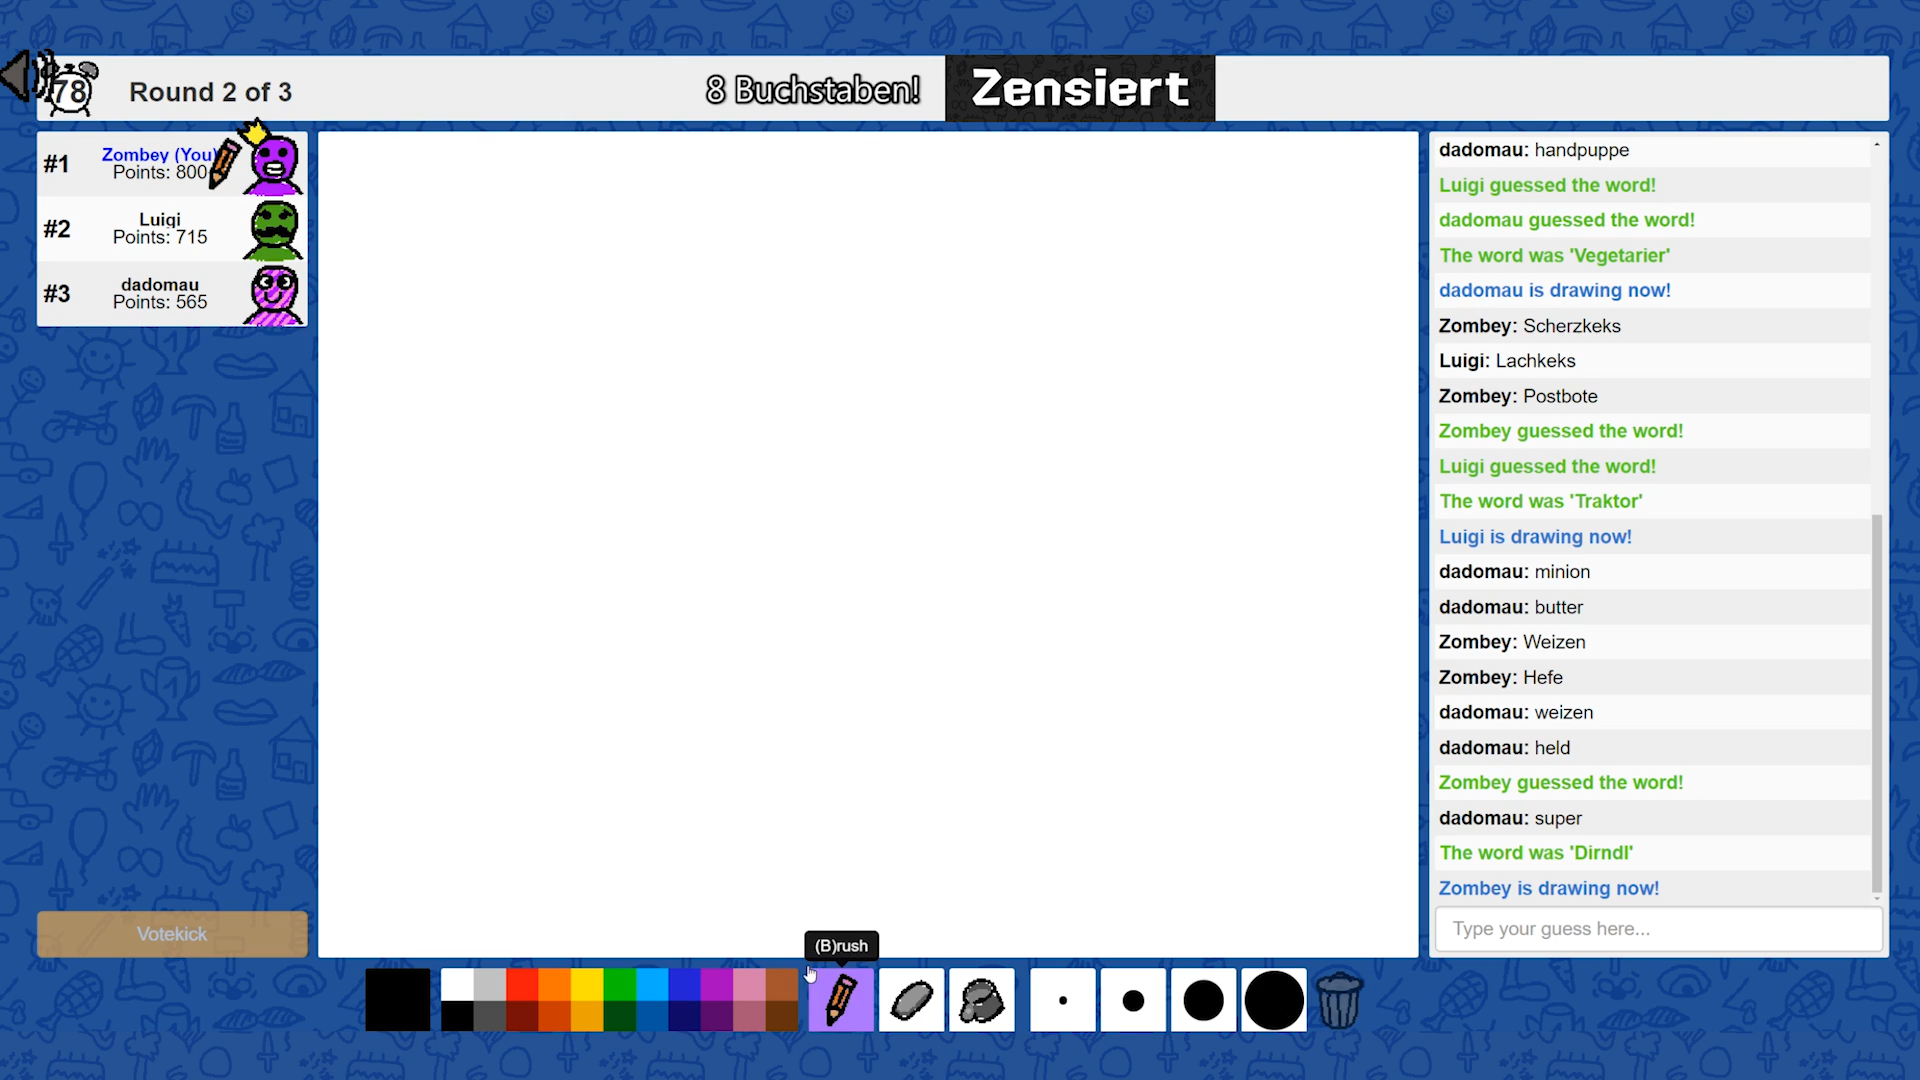 78
Round 2 of 3
8 Buchstaben!
Zensiert
#1
Zombey (You)
Points: 800
#2
Luigi
Points: 715
#3
dadomau
Points: 565
Votekick
dadomau: handpuppe
Luigi guessed the word!
dadomau guessed the word!
The word was 'Vegetarier'
dadomau is drawing now!
Zombey: Scherzkeks
Luigi: Lachkeks
Zombey: Postbote
Zombey guessed the word!
Luigi guessed the word!
The word was 'Traktor'
Luigi is drawing now!
dadomau: minion
dadomau: butter
Zombey: Weizen
Zombey: Hefe
dadomau: weizen
dadomau: held
Zombey guessed the word!
dadomau: super
The word was 'Dirndl'
Zombey is drawing now!
Type your guess here...
(B)rush